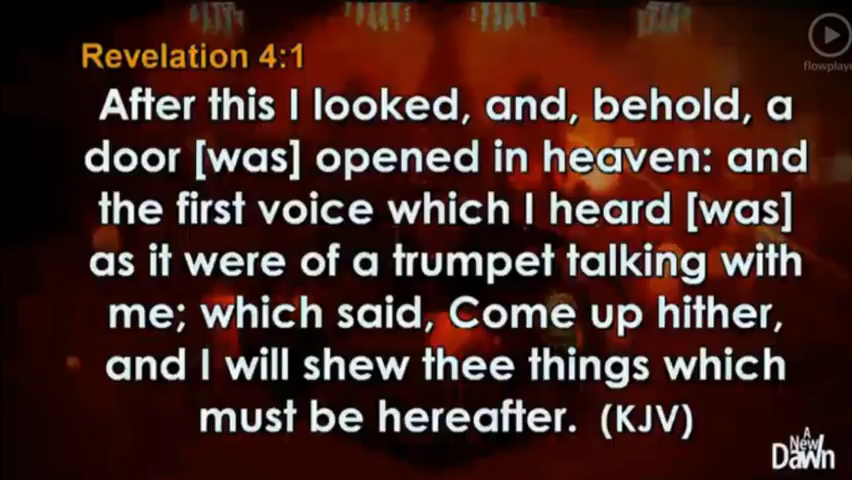 flowplaye
Revelation 4:1
After this I looked, and, behold, a
door [was] opened in heaven: and
the first voice which I heard [was]
as it were of a trumpet talking with
me; which said, Come up hither,
and I will shew thee things which
must be hereafter. (KJV)
A
New
Dawn